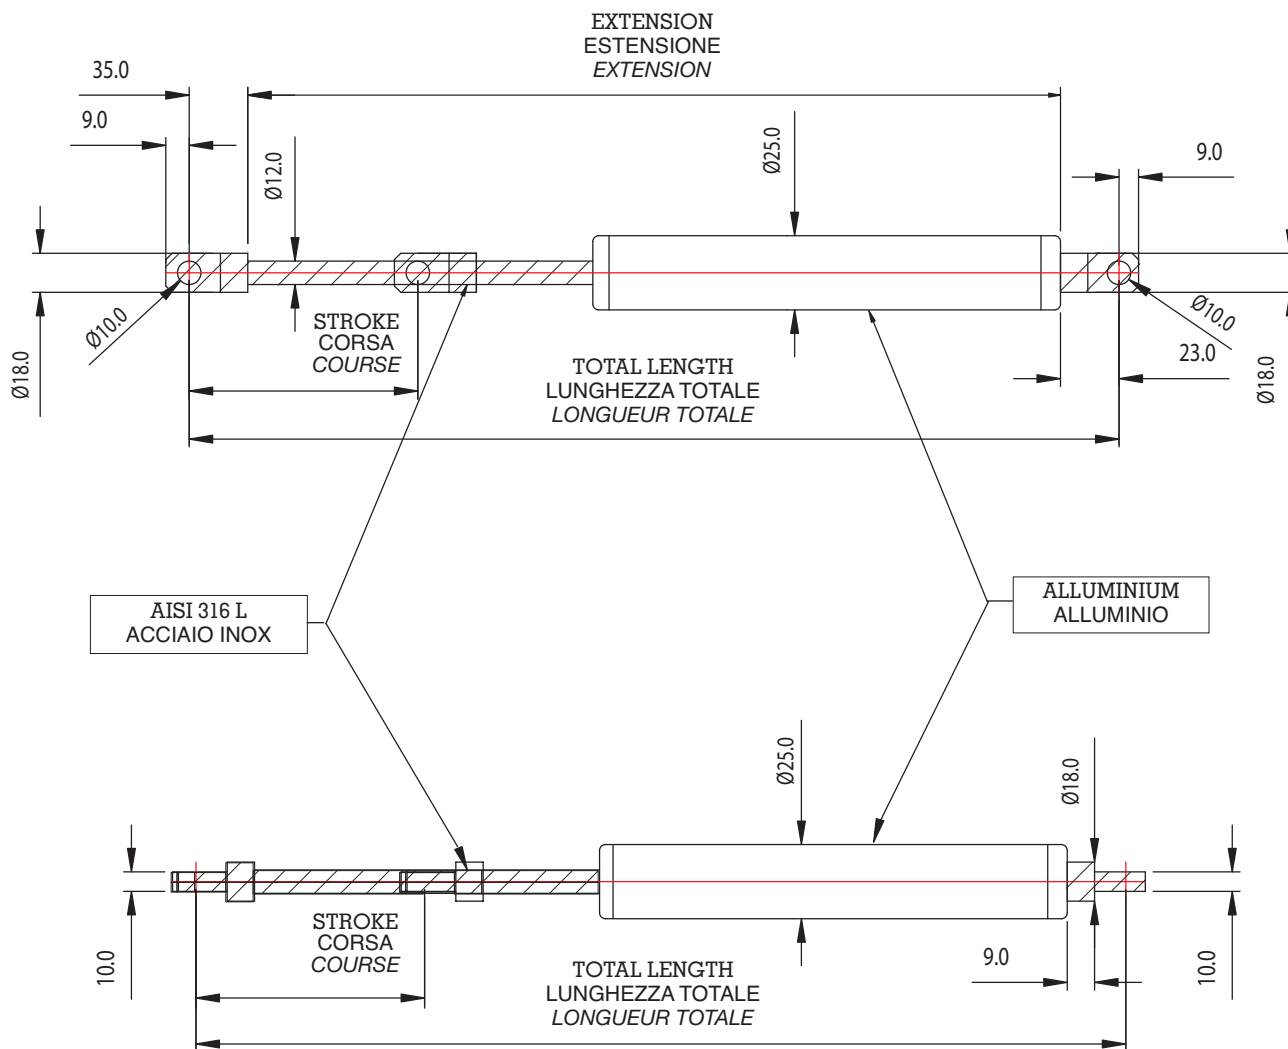 EXTENSION
ESTENSIONE
EXTENSION
35.0
9.0
Ø12.0
Ø25.0
9.0
Ø18.0
Ø10.0
STROKE
CORSA
COURSE
TOTAL LENGTH
LUNGHEZZA TOTALE
LONGUEUR TOTALE
Ø10.0
23.0
Ø18.0
AISI 316 L
ACCIAIO INOX
ALLUMINIUM
ALLUMINIO
Ø25.0
Ø18.0
10.0
STROKE
CORSA
COURSE
TOTAL LENGTH
LUNGHEZZA TOTALE
LONGUEUR TOTALE
9.0
10.0